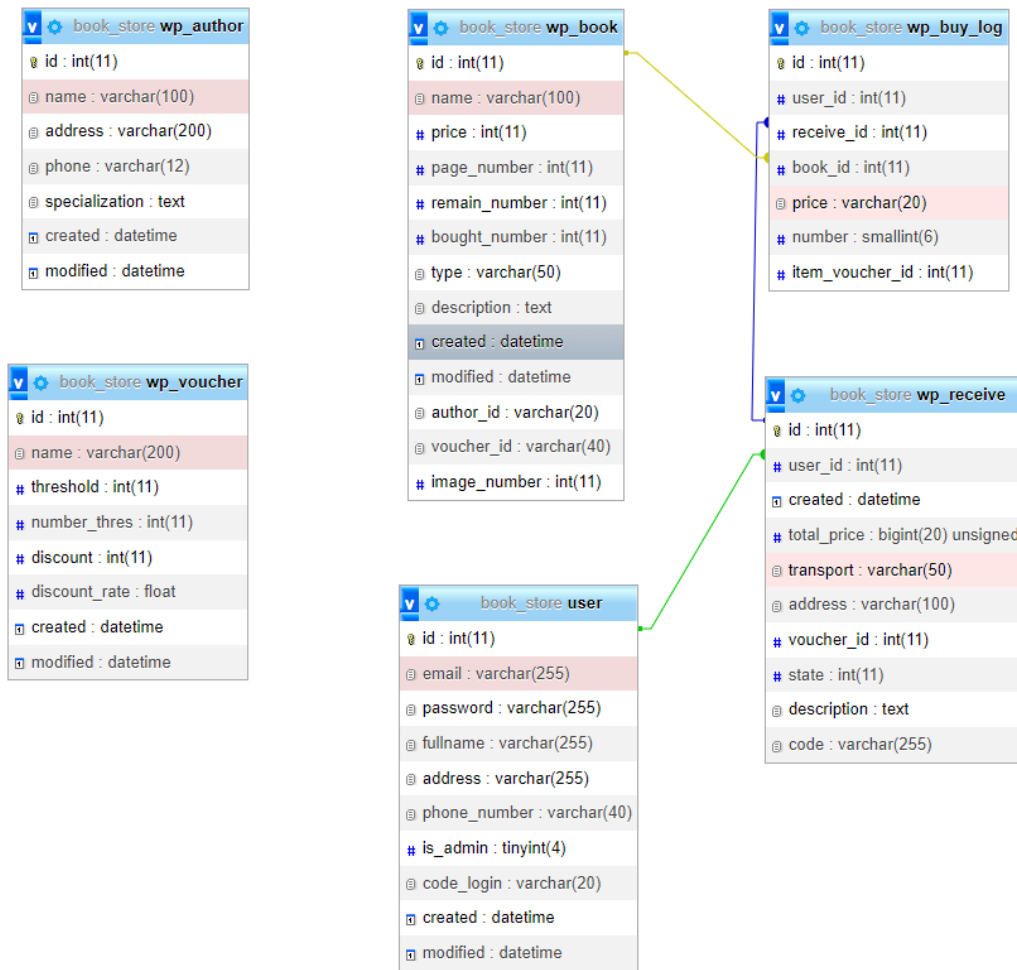 book_store wp_author
id : int(11)
name : varchar(100)
address : varchar(200)
phone : varchar(12)
specialization : text
created : datetime
modified : datetime
book_store wp_book
id : int(11)
name : varchar(100)
price : int(11)
page_number : int(11)
remain_number : int(11)
bought_number : int(11)
type : varchar(50)
description : text
created : datetime
modified : datetime
author_id : varchar(20)
voucher_id : varchar(40)
image_number : int(11)
book_store wp_buy_log
id : int(11)
user_id : int(11)
receive_id : int(11)
book_id : int(11)
price : varchar(20)
number : smallint(6)
item_voucher_id : int(11)
book_store wp_voucher
id : int(11)
name : varchar(200)
threshold : int(11)
number_thres : int(11)
discount : int(11)
discount_rate : float
created : datetime
modified : datetime
book_store user
id : int(11)
email : varchar(255)
password : varchar(255)
fullname : varchar(255)
address : varchar(255)
phone_number : varchar(40)
is_admin : tinyint(4)
code_login : varchar(20)
created : datetime
modified : datetime
book_store wp_receive
id : int(11)
user_id : int(11)
created : datetime
total_price : bigint(20) unsigned
transport : varchar(50)
address : varchar(100)
voucher_id : int(11)
state : int(11)
description : text
code : varchar(255)